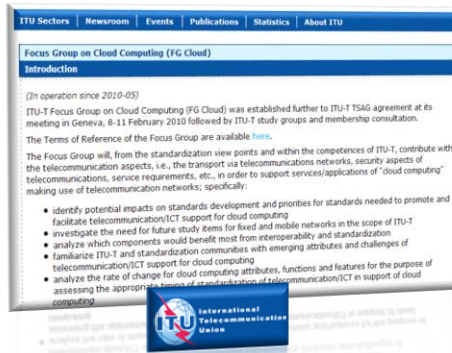 ITU Sectors | Newsroom | Events | Publications | Statistics | About ITU
Focus Group on Cloud Computing (FG Cloud)
Introduction
(In operation since 2010-05)
ITU-T Focus Group on Cloud Computing (FG Cloud) was established further to ITU-T TSAG agreement at its
meeting in Geneva, 8-11 February 2010 followed by ITU-T study groups and membership consultation.
The Terms of Reference of the Focus Group are available here.
The Focus Group will, from the standardization view points and within the competences of ITU-T, contribute with
the telecommunication aspects, i.e., the transport via telecommunications networks, security aspects of
telecommunications, service requirements, etc., in order to support services/applications of "cloud computing"
making use of telecommunication networks; specifically:
• identify potential impacts on standards development and priorities for standards needed to promote and
facilitate telecommunication/ICT support for cloud computing
• investigate the need for future study items for fixed and mobile networks in the scope of ITU-T
• analyze which components would benefit most from interoperability and standardization
• familiarize ITU-T and standardization communities with emerging attributes and challenges of
telecommunication/ICT support for cloud computing
• analyze the rate of change for cloud computing attributes, functions and features for the purpose of
assessing the appropriate timing of standardization of telecommunication/ICT in support of cloud
computing
ITU
International
Telecommunication
Union